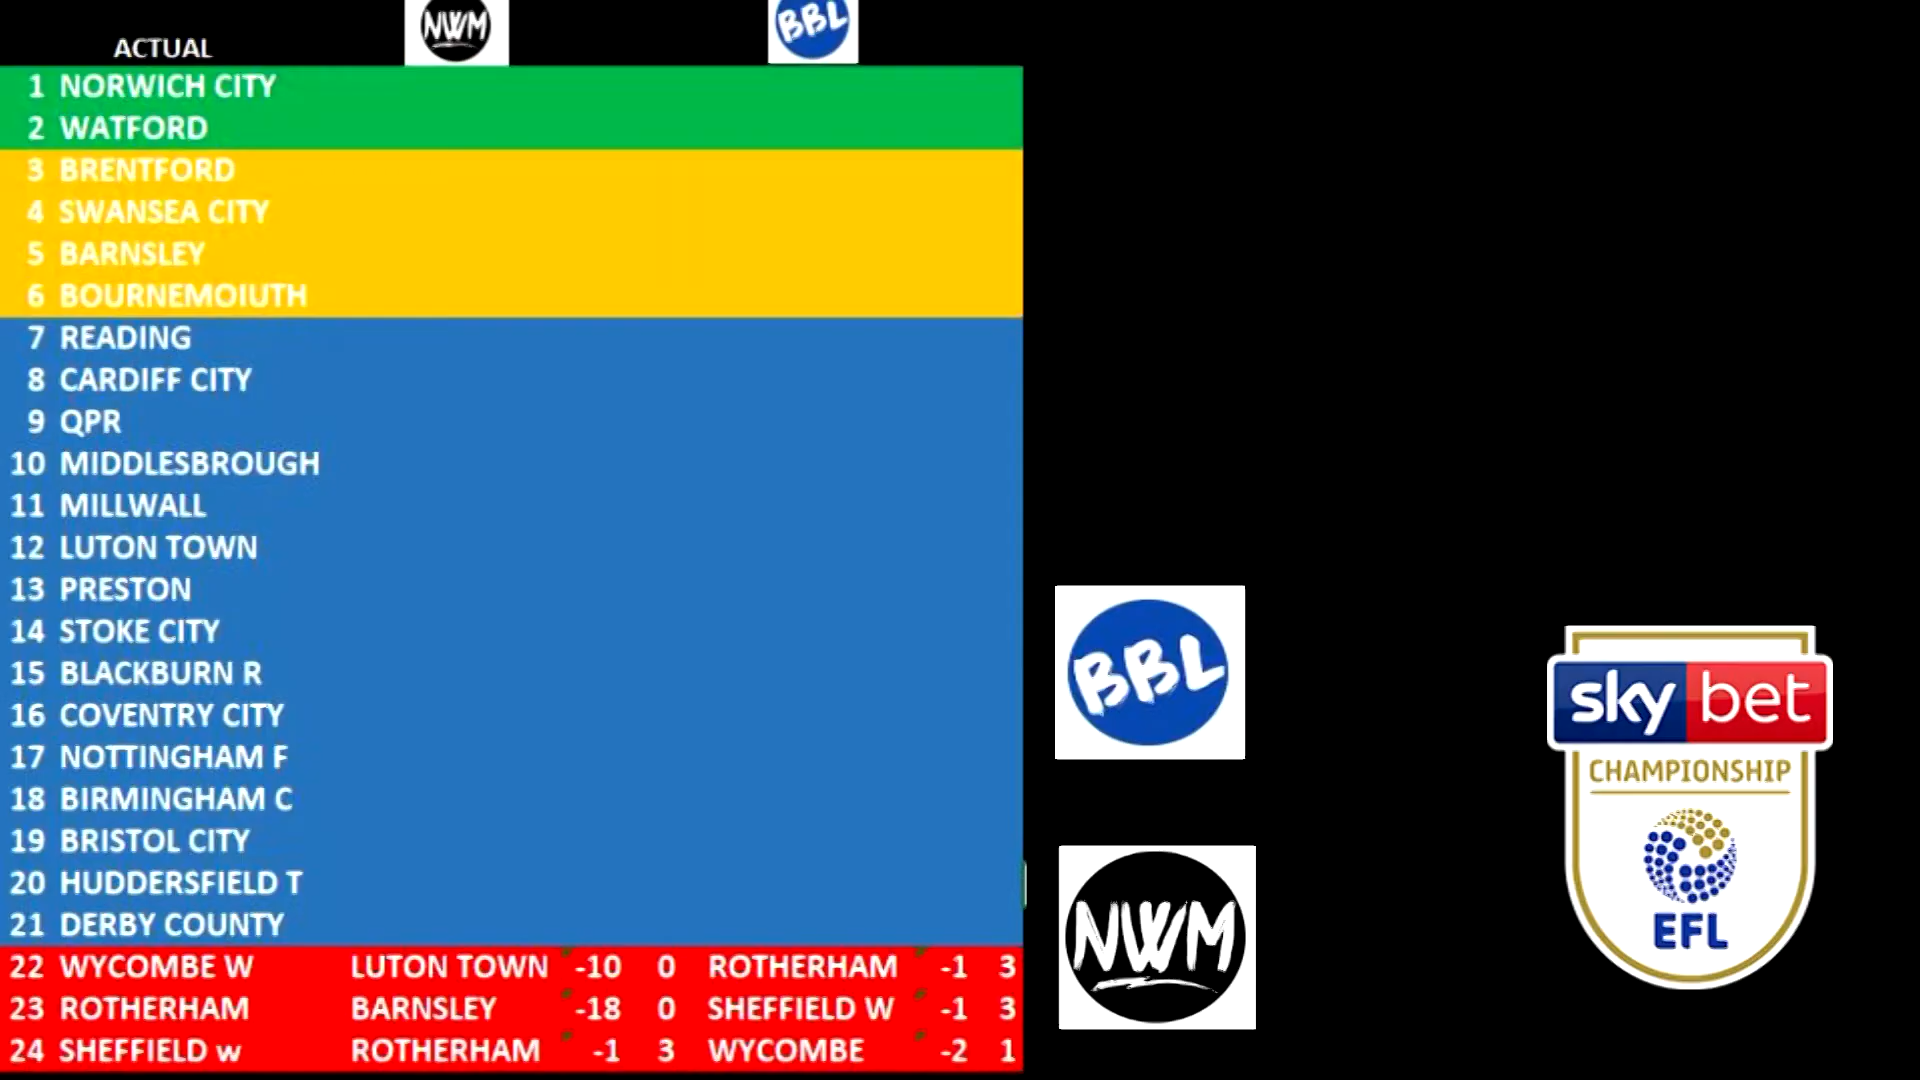 NWM
BBL
ACTUAL
1 NORWICH CITY
2 WATFORD
3 BRENTFORD
4 SWANSEA CITY
5 BARNSLEY
6 BOURNEMOIUTH
7 READING
8 CARDIFF CITY
9 QPR
10 MIDDLESBROUGH
11 MILLWALL
12 LUTON TOWN
13 PRESTON
14 STOKE CITY
15 BLACKBURN R
16 COVENTRY CITY
17 NOTTINGHAM F
18 BIRMINGHAM C
19 BRISTOL CITY
20 HUDDERSFIELD T
21 DERBY COUNTY
22 WYCOMBE W LUTON TOWN -10 0 ROTHERHAM -1 3
23 ROTHERHAM BARNSLEY -18 0 SHEFFIELD W -1 3
24 SHEFFIELD w ROTHERHAM -1 3 WYCOMBE -2 1
BBL
NWM
sky bet
CHAMPIONSHIP
EFL